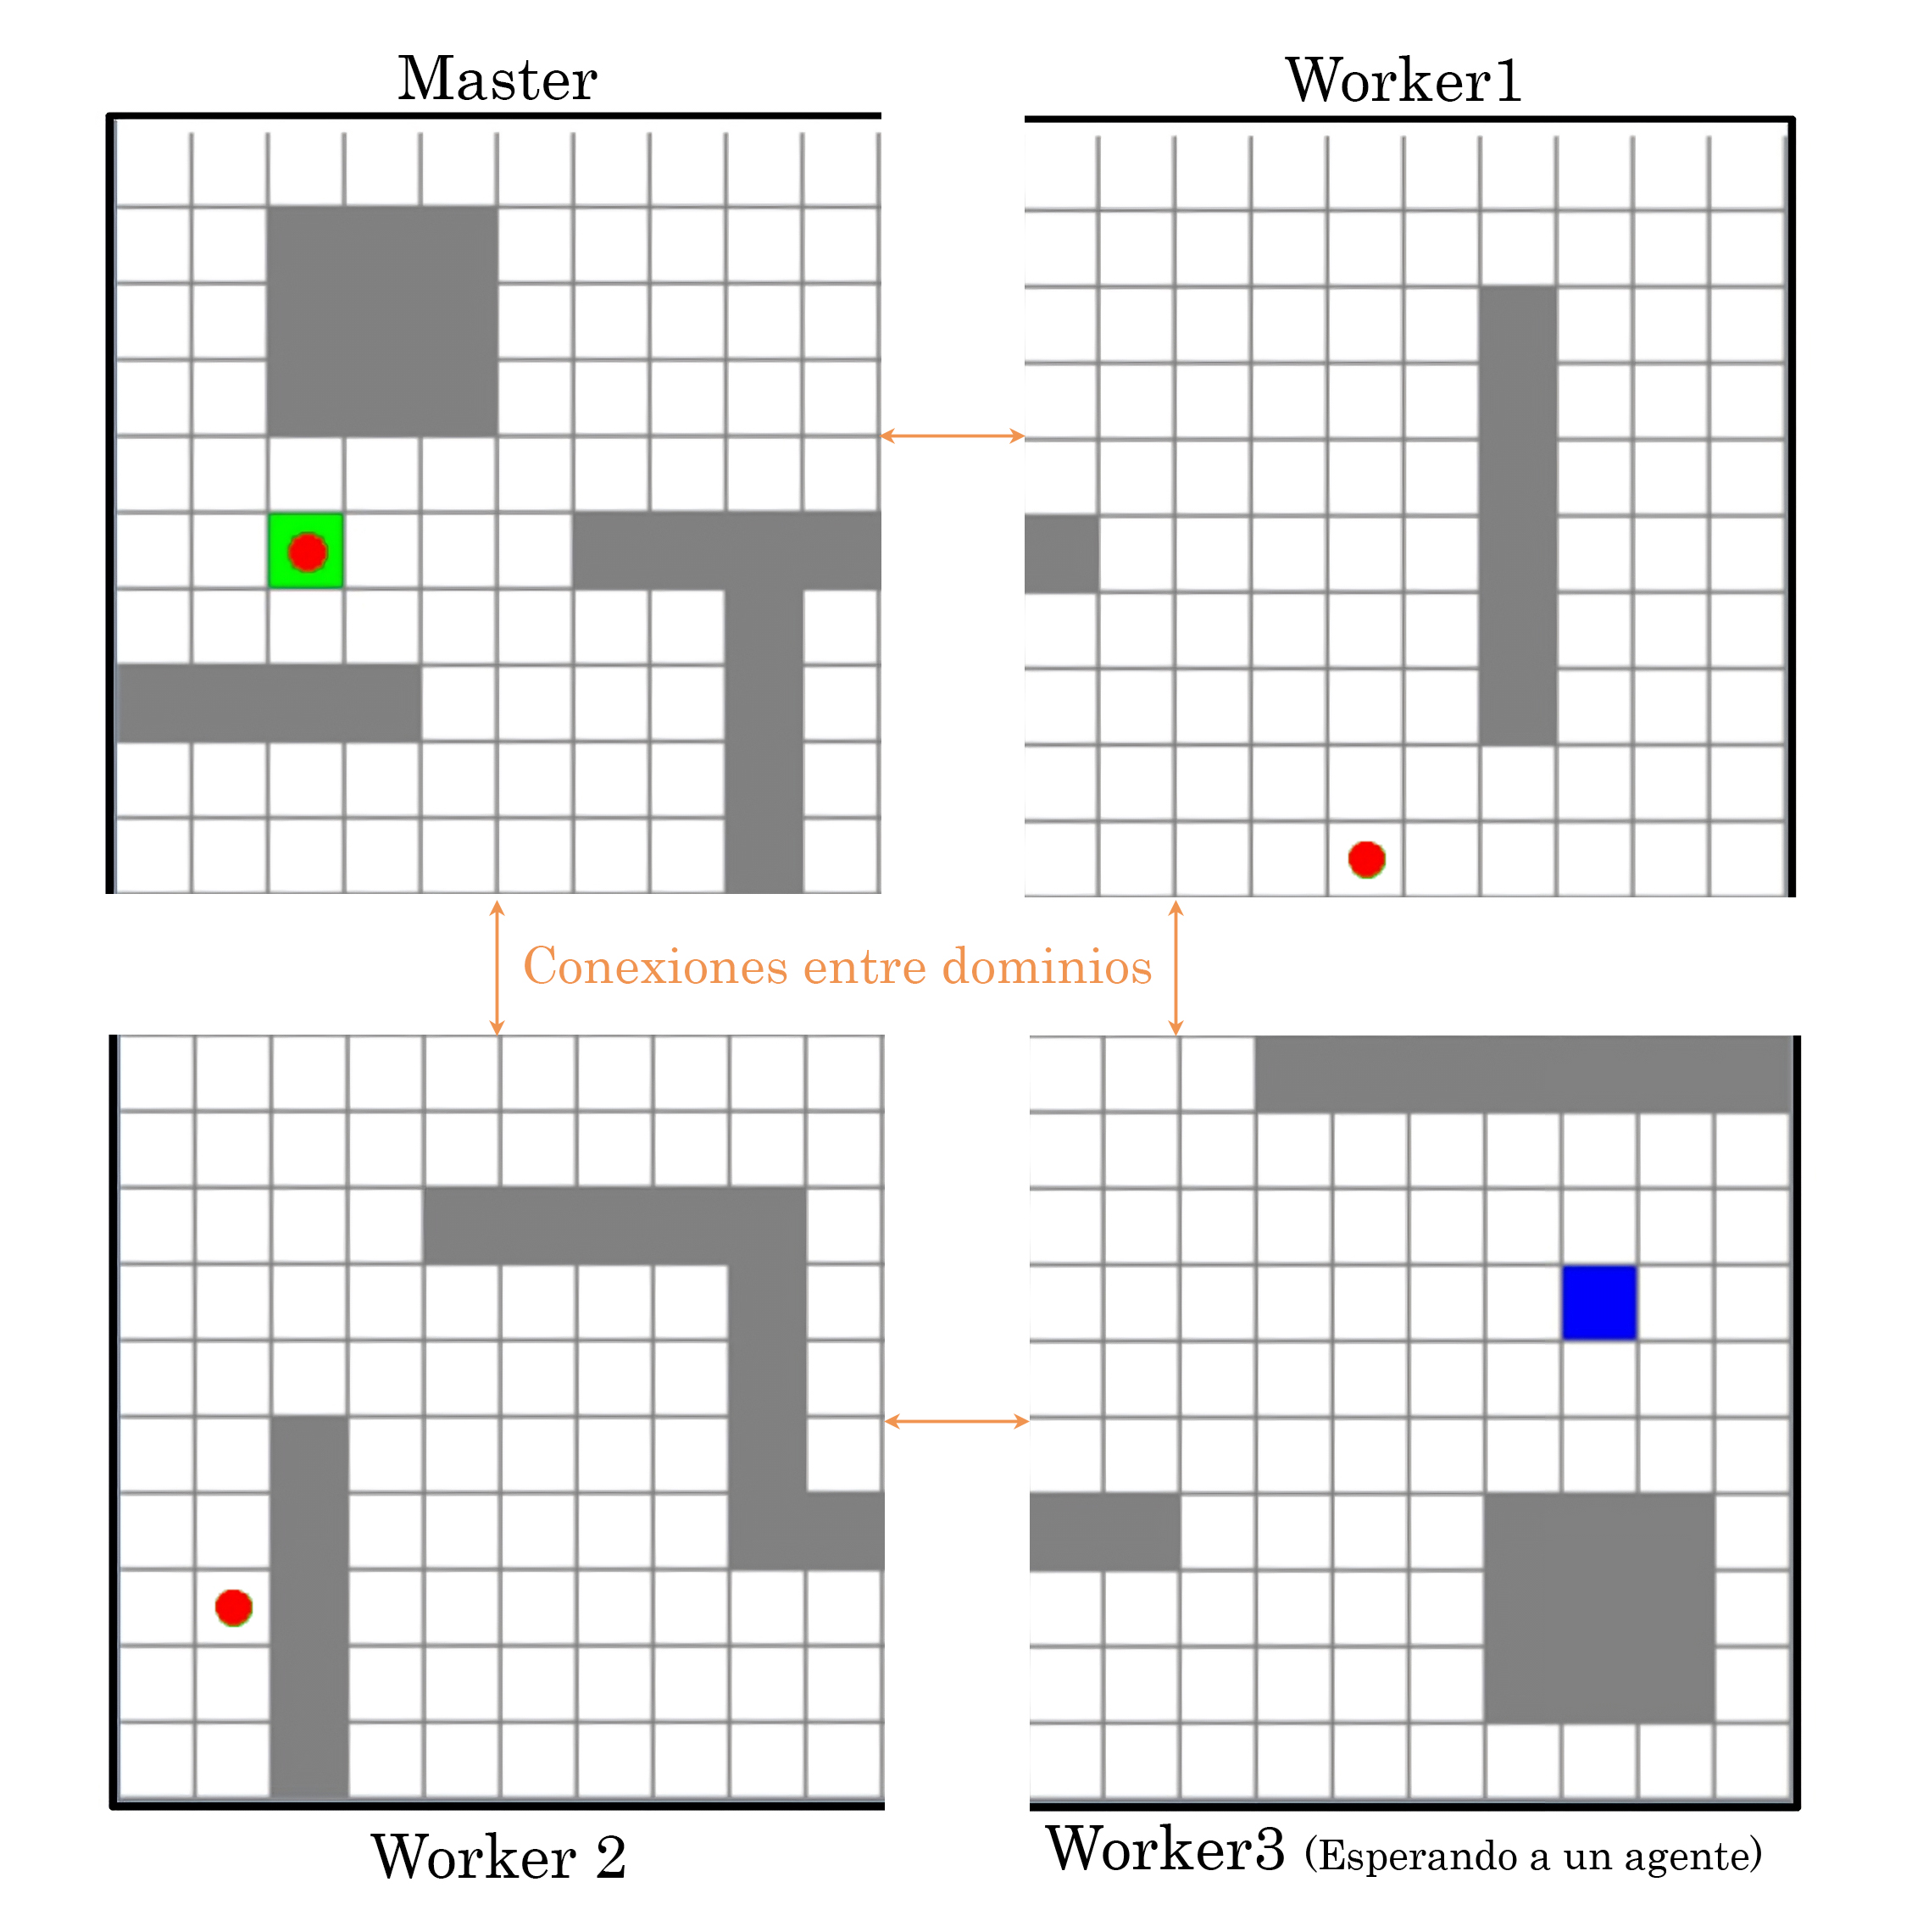 Master
Worker1
Conexiones entre dominios
Worker 2
Worker3 (Esperando a un agente)